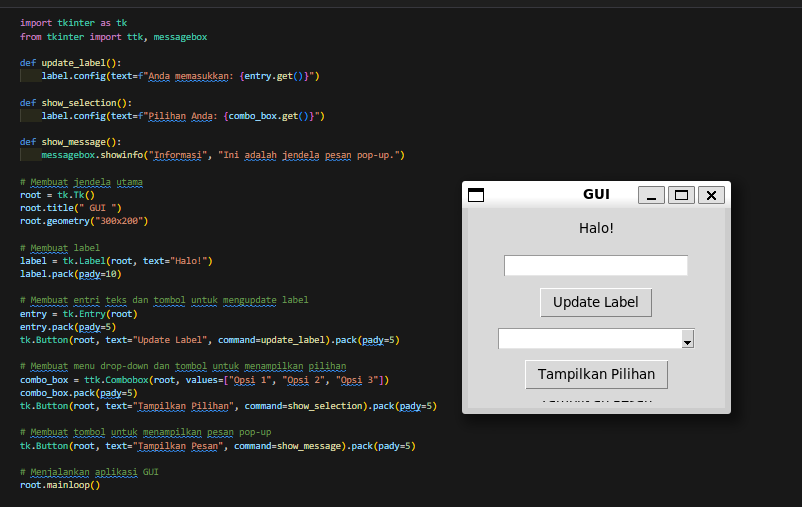 import tkinter as tk
from tkinter import ttk, messagebox
def update_label():
label.config(text=f"Anda memasukkan: {entry.get()}")
def show_selection():
label.config(text=f"Pilihan Anda: {combo_box.get()}")
def show_message():
messagebox.showinfo("Informasi", "Ini adalah jendela pesan pop-up.")
# Membuat jendela utama
root = tk.Tk()
root.title(" GUI ")
root.geometry("300x200")
# Membuat label
label = tk.Label(root, text="Halo!")
label.pack(pady=10)
# Membuat entri teks dan tombol untuk mengupdate label
entry = tk.Entry(root)
entry.pack(pady=5)
tk.Button(root, text="Update Label", command=update_label).pack(pady=5)
# Membuat menu drop-down dan tombol untuk menampilkan pilihan
combo_box = ttk.Combobox(root, values=["Opsi 1", "Opsi 2", "Opsi 3"])
combo_box.pack(pady=5)
tk.Button(root, text="Tampilkan Pilihan", command=show_selection).pack(pady=5)
# Membuat tombol untuk menampilkan pesan pop-up
tk.Button(root, text="Tampilkan Pesan", command=show_message).pack(pady=5)
# Menjalankan aplikasi GUI
root.mainloop()
GUI
Halo!
Update Label
Tampilkan Pilihan